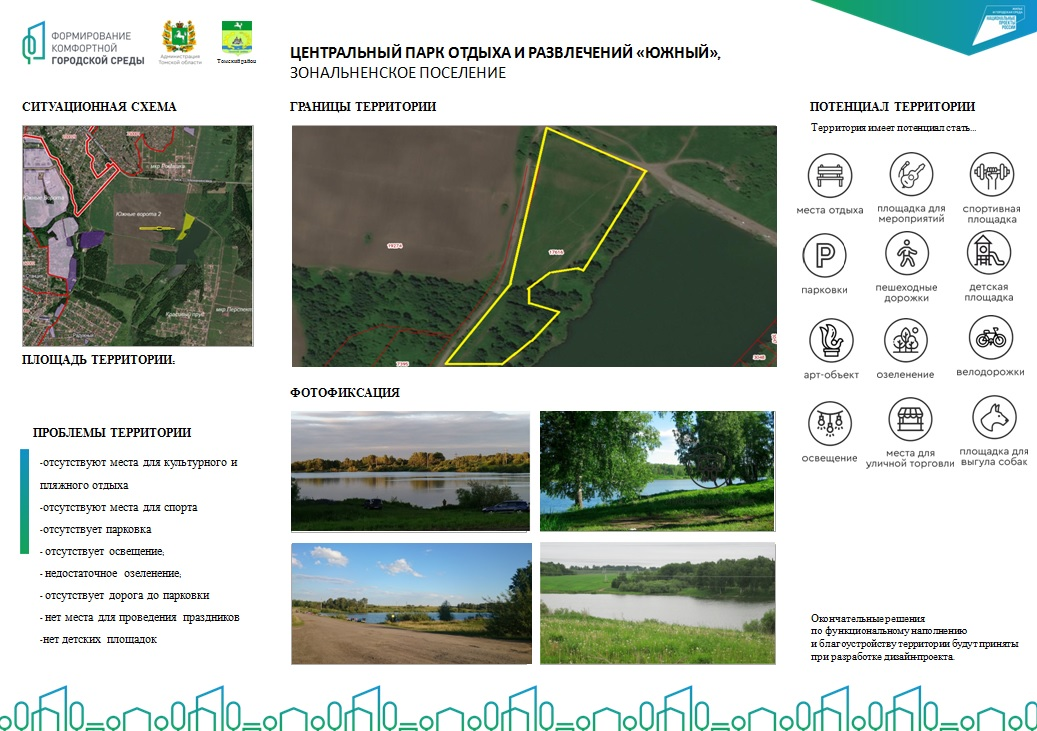 ФОРМИРОВАНИЕ
КОМФОРТНОЙ
ГОРОДСКОЙ СРЕДЫ
Администрация
Томской области
Томский район
ЦЕНТРАЛЬНЫЙ ПАРК ОТДЫХА И РАЗВЛЕЧЕНИЙ «ЮЖНЫЙ»,
ЗОНАЛЬНЕНСКОЕ ПОСЕЛЕНИЕ
НАЦИОНАЛЬНЫЕ
ПРОЕКТЫ
РОССИИ
СИТУАЦИОННАЯ СХЕМА
Южные ворота
Южные ворота 2
ПЛОЩАДЬ ТЕРРИТОРИИ:
ПРОБЛЕМЫ ТЕРРИТОРИИ
-отсутствуют места для культурного и
пляжного отдыха
-отсутствуют места для спорта
-отсутствует парковка
- отсутствует освещение;
- недостаточное озеленение;
- отсутствует дорога до парковки
- нет места для проведения праздников
-нет детских площадок
ГРАНИЦЫ ТЕРРИТОРИИ
ФОТОФИКСАЦИЯ
ПОТЕНЦИАЛ ТЕРРИТОРИИ
Территория имеет потенциал стать...
места отдыха
площадка для
мероприятий
спортивная
площадка
P
парковки
пешеходные
дорожки
детская
площадка
арт-объект
озеленение
велодорожки
освещение
места для
уличной торговли
площадка для
выгула собак
Окончательные решения
по функциональному наполнению
и благоустройству территории будут приняты
при разработке дизайн-проекта.